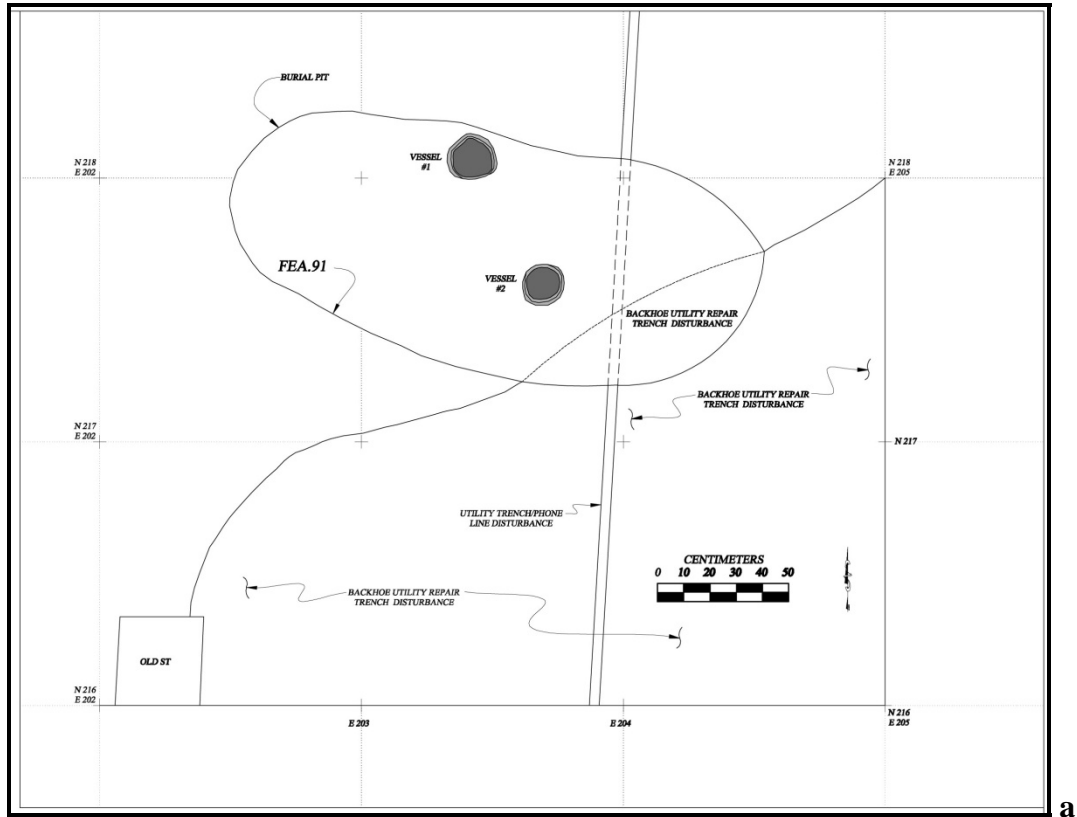 BURIAL PIT
VESSEL
#1
N 218
E 202
N 218
E 205
FEA.91
VESSEL
#2
BACKHOE UTILITY REPAIR
TRENCH DISTURBANCE
BACKHOE UTILITY REPAIR
TRENCH DISTURBANCE
N 217
E 202
N 217
UTILITY TRENCH/PHONE
LINE DISTURBANCE
CENTIMETERS
0 10 20 30 40 50
BACKHOE UTILITY REPAIR
TRENCH DISTURBANCE
OLD ST
N 216
E 202
E 203
E 204
N 216
E 205
a